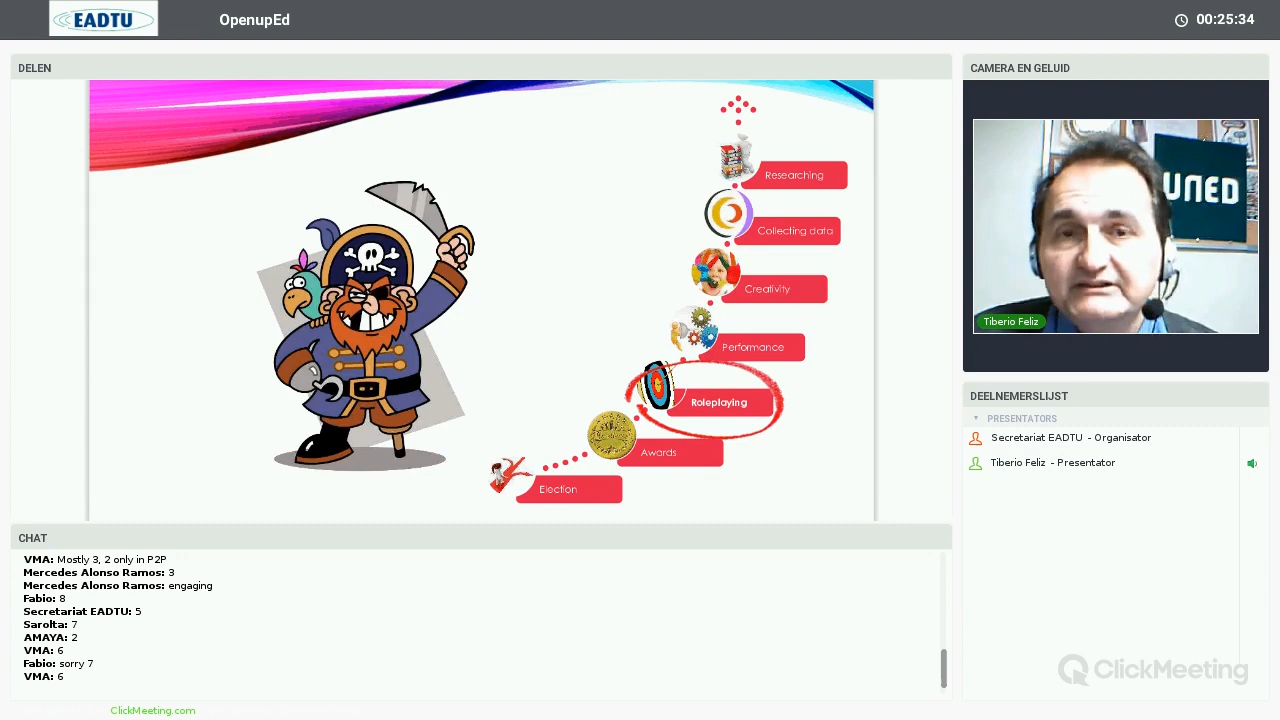 EADTU
OpenupEd
00:25:34
DELEN
Researching
Collecting data
Creativity
Performance
Roleplaying
Awards
Election
CAMERA EN GELUID
UNED
Tiberio Feliz
DEELNEMERSLIJST
PRESENTATORS
Secretariat EADTU - Organisator
Tiberio Feliz - Presentator
CHAT
VMA: Mostly 3, 2 only in P2P
Mercedes Alonso Ramos: 3
Mercedes Alonso Ramos: engaging
Fabio: 8
Secretariat EADTU: 5
Sarolta: 7
AMAYA: 2
VMA: 6
Fabio: sorry 7
VMA: 6
ClickMeeting
ClickMeeting.com